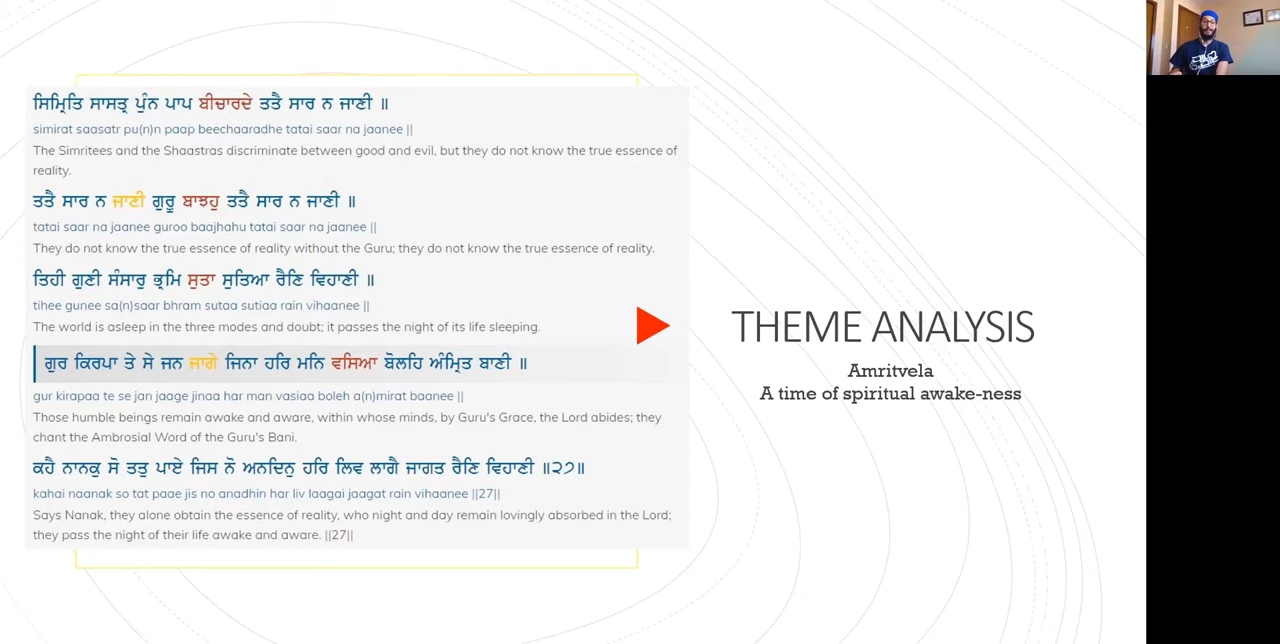 ਸਿਮ੍ਰਿਤਿ ਸਾਸਤ੍ਰ ਪੁੰਨ ਪਾਪ ਬੀਚਾਰਦੇ ਤਤੈ ਸਾਰ ਨ ਜਾਣੀ ॥
simirat saasatr pu(n)n paap beechaaradhe tatai saar na jaanee ||
The Simritees and the Shaastras discriminate between good and evil, but they do not know the true essence of
reality.
ਤਤੈ ਸਾਰ ਨ ਜਾਣੀ ਗੁਰੂ ਬਾਝਹੁ ਤਤੈ ਸਾਰ ਨ ਜਾਣੀ ॥
tatai saar na jaanee guroo baajhahu tatai saar na jaanee ||
They do not know the true essence of reality without the Guru; they do not know the true essence of reality.
ਤਿਹੀ ਗੁਣੀ ਸੰਸਾਰੁ ਭ੍ਰਮਿ ਸੁਤਾ ਸੁਤਿਆ ਰੈਣਿ ਵਿਹਾਣੀ ॥
tihee gunee sa(n)saar bhram sutaa sutiaa rain vihaanee ||
The world is asleep in the three modes and doubt; it passes the night of its life sleeping.
ਗੁਰ ਕਿਰਪਾ ਤੇ ਸੇ ਜਨ ਜਾਗੇ ਜਿਨਾ ਹਰਿ ਮਨਿ ਵਸਿਆ ਬੋਲਹਿ ਅੰਮ੍ਰਿਤ ਬਾਣੀ ॥
gur kirapaa te se jan jaage jinaa har man vasiaa boleh a(n)mirat baanee ||
Those humble beings remain awake and aware, within whose minds, by Guru's Grace, the Lord abides; they
chant the Ambrosial Word of the Guru's Bani.
ਕਹੈ ਨਾਨਕੁ ਸੋ ਤਤੁ ਪਾਏ ਜਿਸ ਨੋ ਅਨਦਿਨੁ ਹਰਿ ਲਿਵ ਲਾਗੈ ਜਾਗਤ ਰੈਣਿ ਵਿਹਾਣੀ ॥੨੭॥
kahai naanak so tat paae jis no anadhin har liv laagai jaagat rain vihaanee ||27||
Says Nanak, they alone obtain the essence of reality, who night and day remain lovingly absorbed in the Lord;
they pass the night of their life awake and aware. ||27||
THEME ANALYSIS
Amritvela
A time of spiritual awake-ness